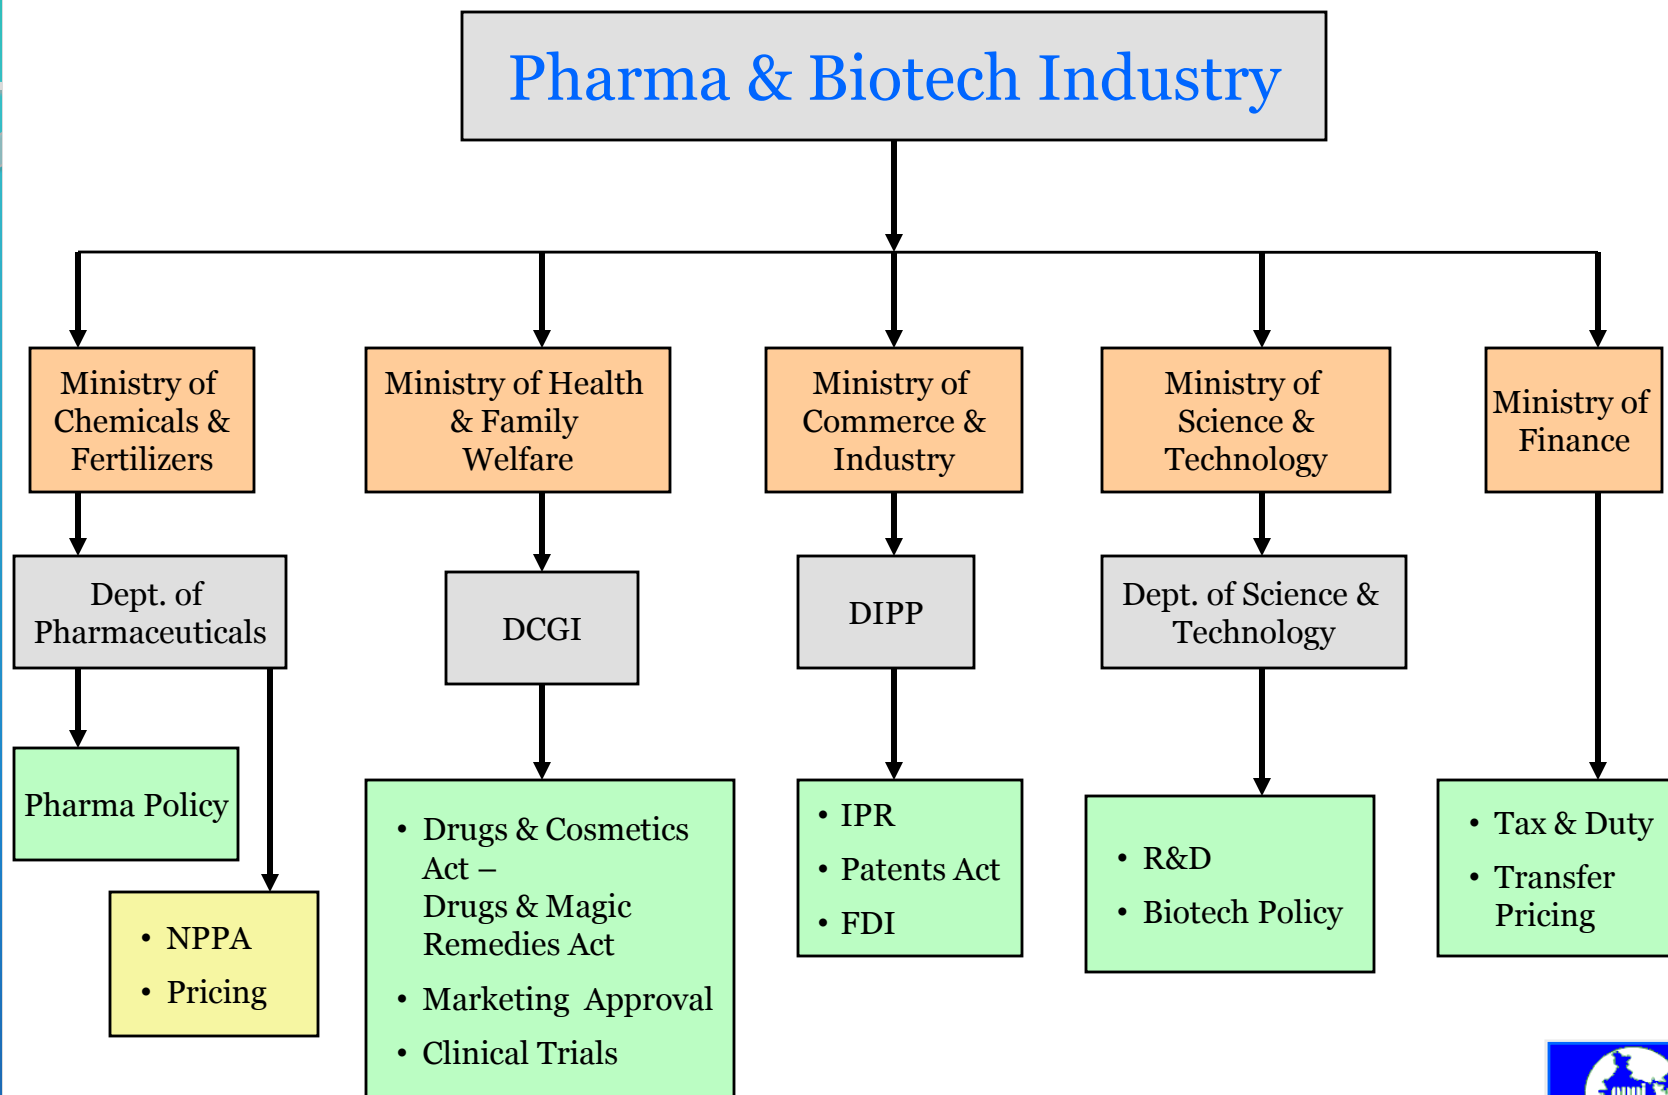 Pharma & Biotech Industry
Ministry of
Chemicals &
Fertilizers
Ministry of Health
& Family
Welfare
Ministry of
Commerce &
Industry
Ministry of
Science &
Technology
Ministry of
Finance
Dept. of
Pharmaceuticals
DCGI
DIPP
Dept. of Science &
Technology
Pharma Policy
• NPPA
• Pricing
• Drugs & Cosmetics
Act –
Drugs & Magic
Remedies Act
• Marketing Approval
• Clinical Trials
• IPR
• Patents Act
• FDI
• R&D
• Biotech Policy
• Tax & Duty
• Transfer
Pricing